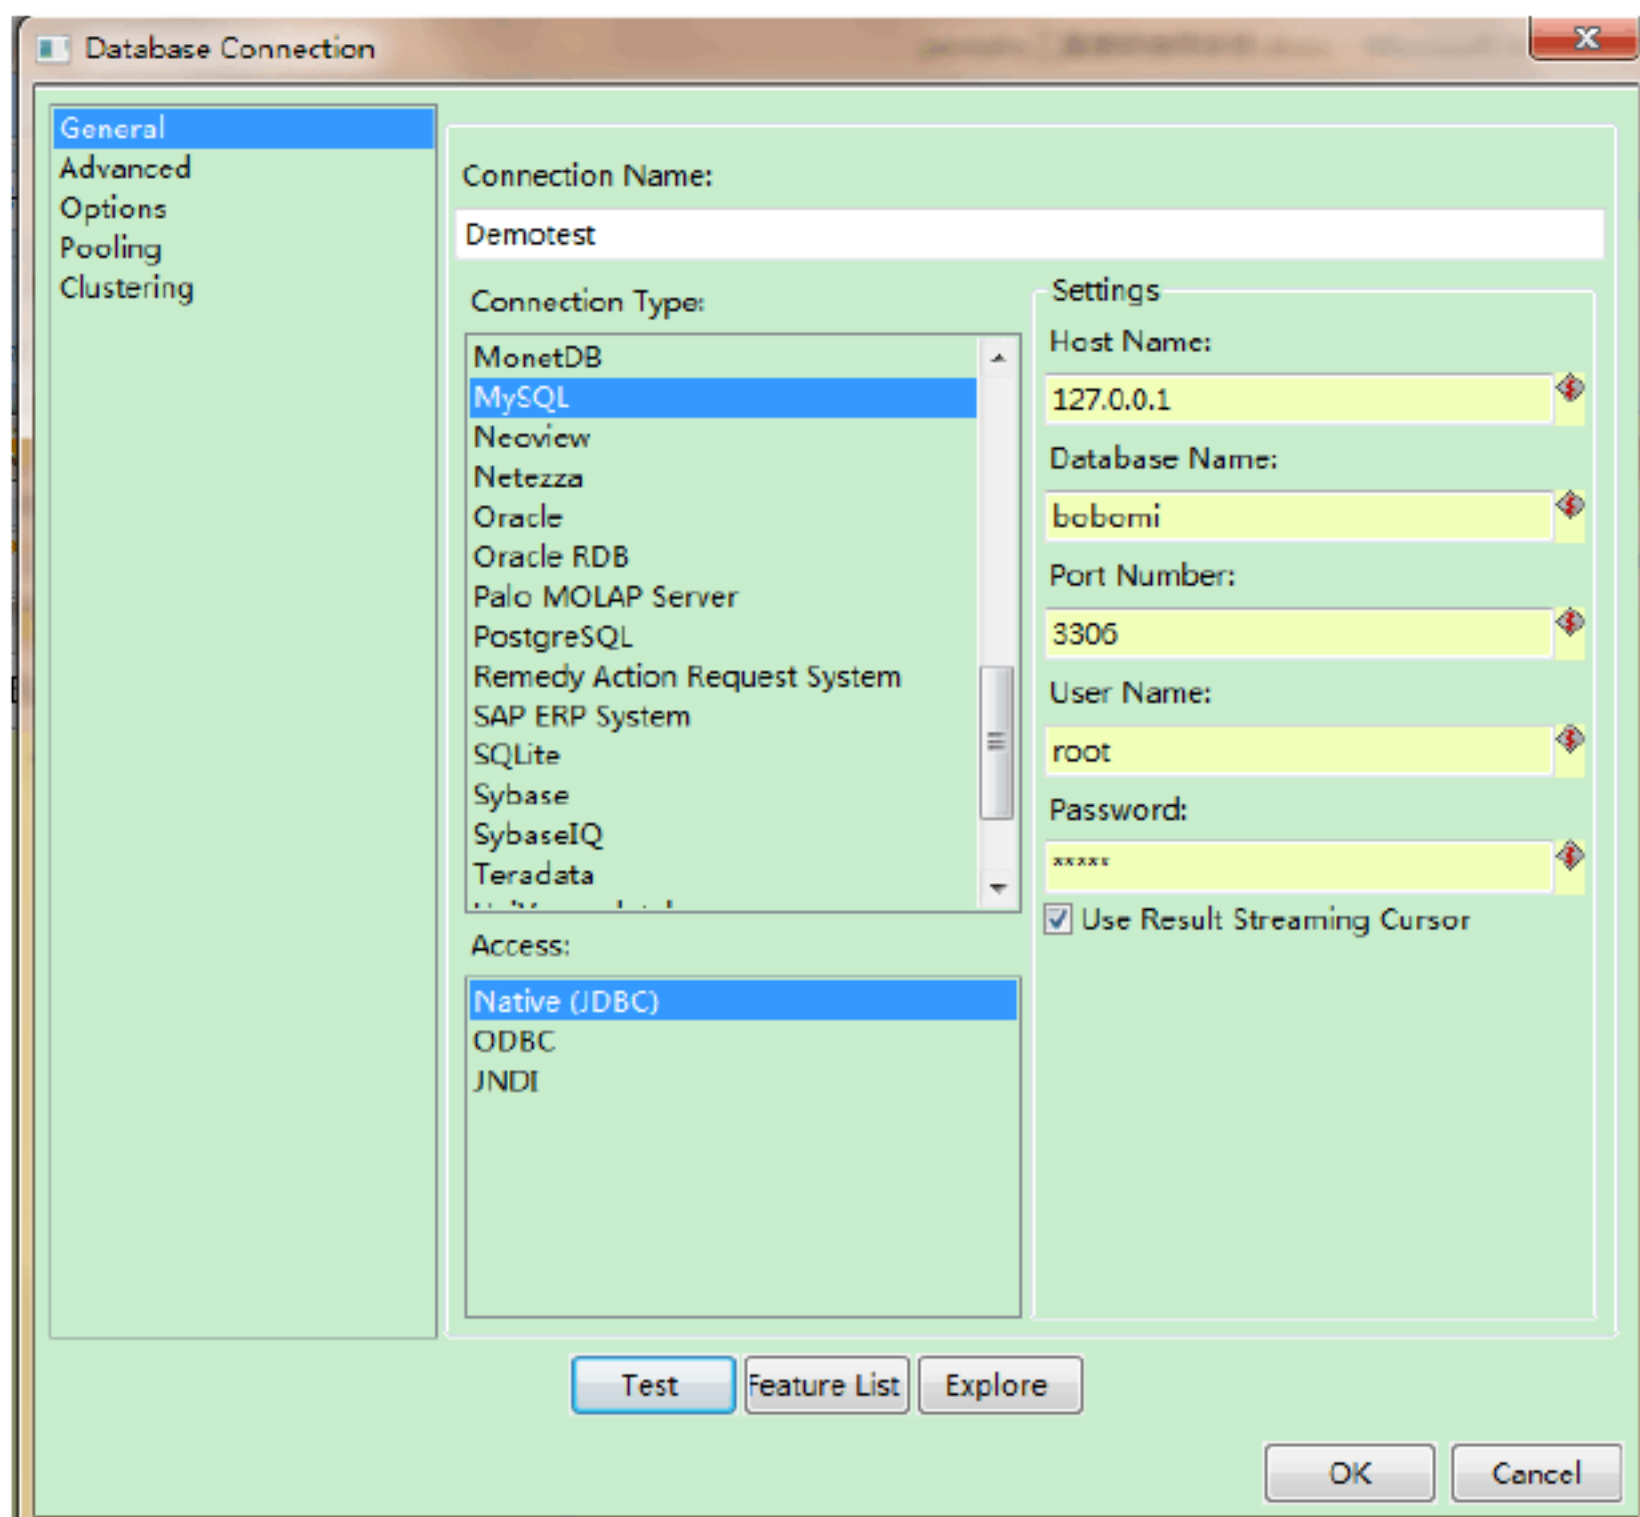 Database Connection
General
Advanced
Options
Pooling
Clustering
Connection Name:
Demotest
Connection Type:
MonetDB
MySQL
Neoview
Netezza
Oracle
Oracle RDB
Palo MOLAP Server
PostgreSQL
Remedy Action Request System
SAP ERP System
SQLite
Sybase
SybaseIQ
Teradata
Access:
Native (JDBC)
ODBC
JNDI
Settings
Host Name:
127.0.0.1
Database Name:
bobomi
Port Number:
3306
User Name:
root
Password:
*****
Use Result Streaming Cursor
Test
Feature List
Explore
OK
Cancel